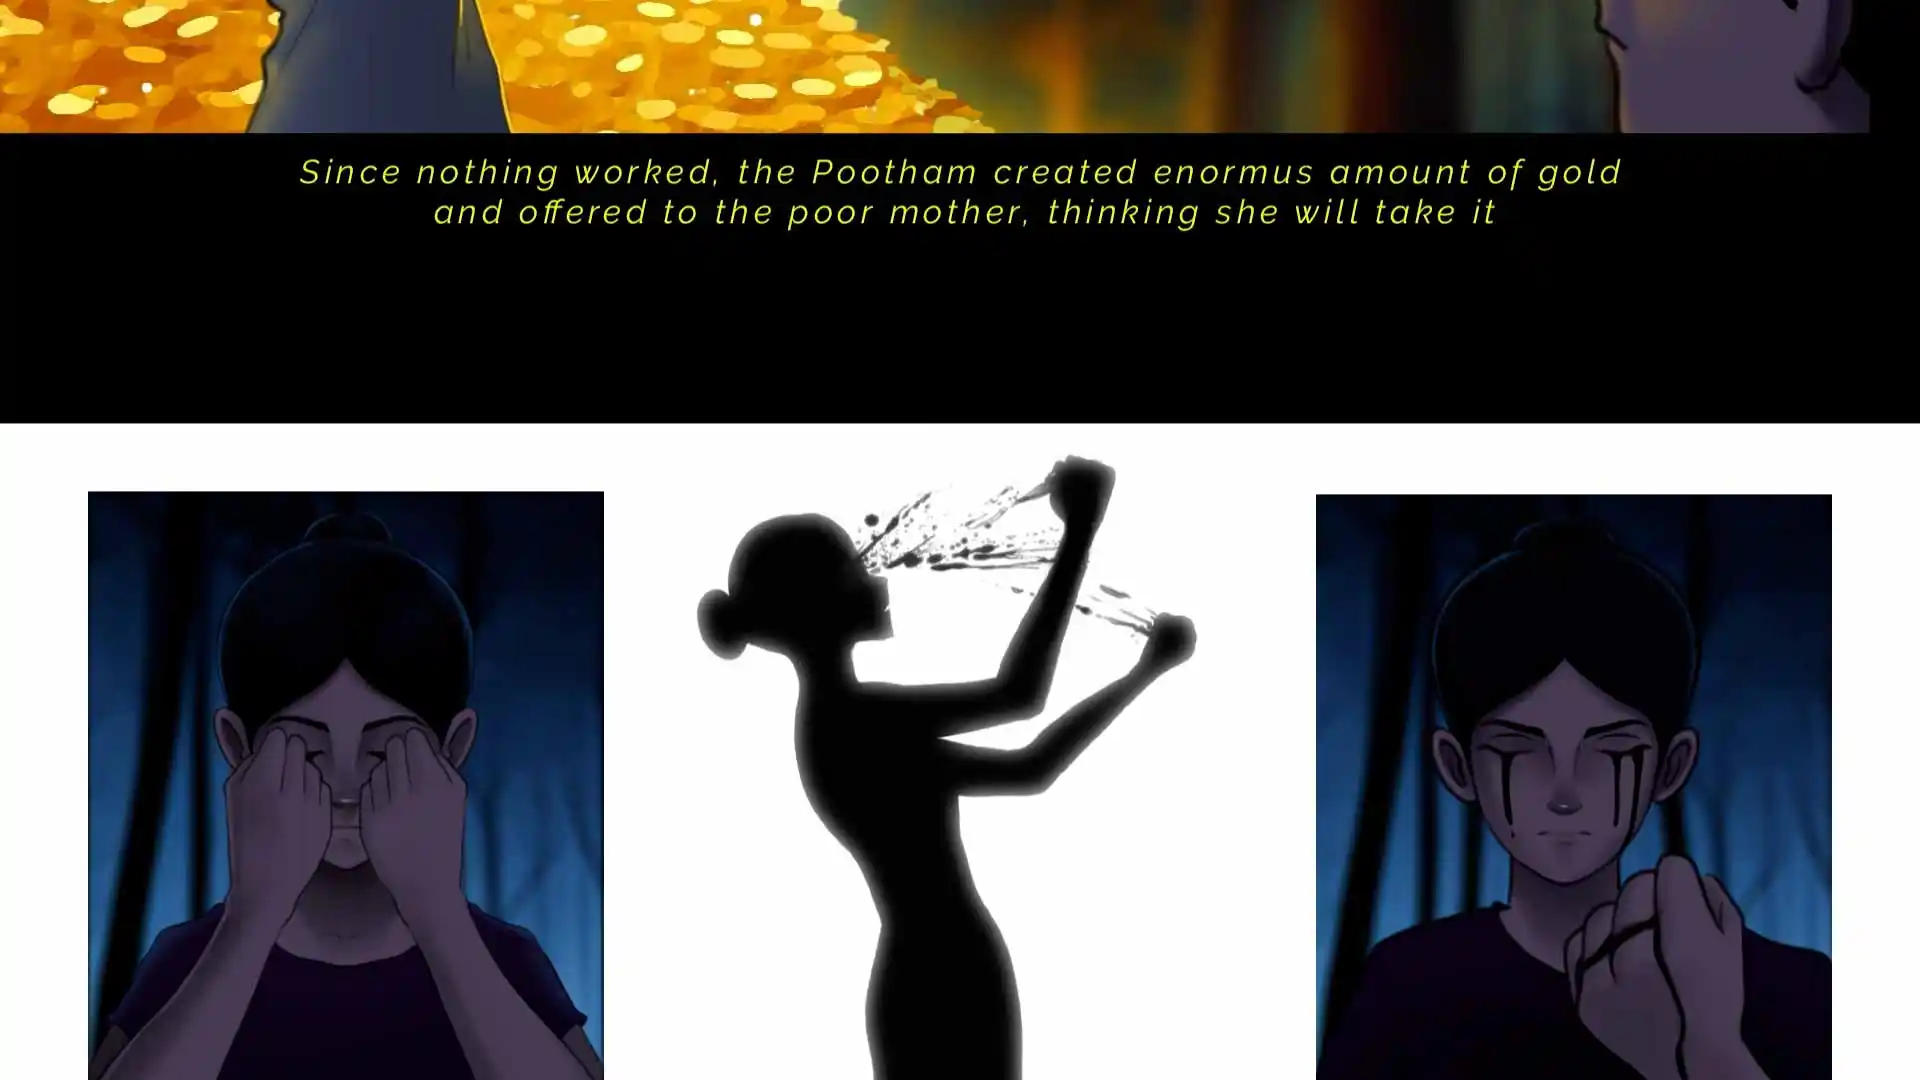 Since nothing worked, the Pootham created enormus amount of gold
and offered to the poor mother, thinking she will take it